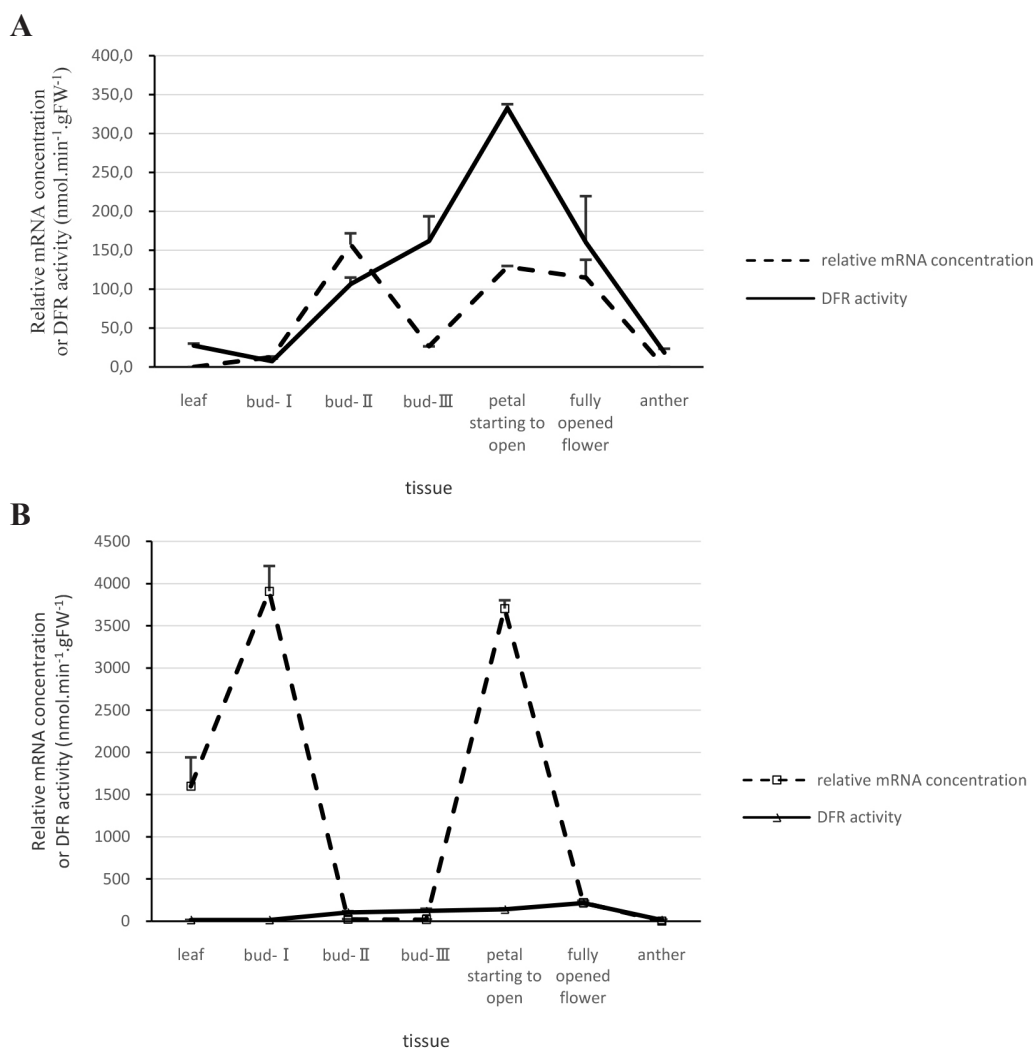 A
Relative mRNA concentration
or DFR activity (nmol.min⁻¹.gFW⁻¹)
400,0
350,0
300,0
250,0
200,0
150,0
100,0
50,0
0,0
leaf
bud- Ⅰ
bud-Ⅱ
bud-Ⅲ
petal
starting to
open
fully
opened
flower
anther
tissue
relative mRNA concentration
DFR activity
B
Relative mRNA concentration
or DFR activity (nmol.min⁻¹.gFW⁻¹)
4500
4000
3500
3000
2500
2000
1500
1000
500
0
leaf
bud- Ⅰ
bud-Ⅱ
bud-Ⅲ
petal
starting to
open
fully
opened
flower
anther
tissue
relative mRNA concentration
DFR activity